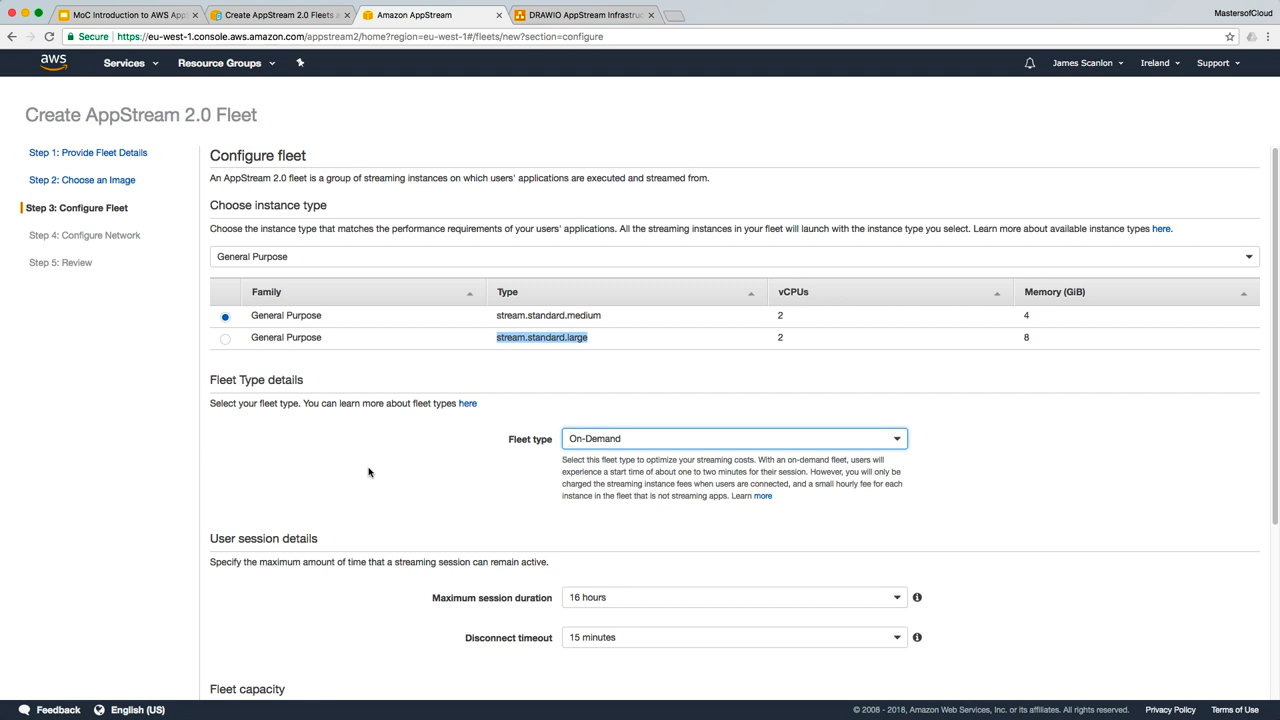 MoC Introduction to AWS App
Create AppStream 2.0 Fleets a
Amazon AppStream
DRAWIO AppStream Infrastruc
MastersofCloud
Secure
https://eu-west-1.console.aws.amazon.com/appstream2/home?region=eu-west-1#/fleets/new?section=configure
aws
Services
Resource Groups
James Scanlon
Ireland
Support
Create AppStream 2.0 Fleet
Step 1: Provide Fleet Details
Step 2: Choose an Image
Step 3: Configure Fleet
Step 4: Configure Network
Step 5: Review
Configure fleet
An AppStream 2.0 fleet is a group of streaming instances on which users' applications are executed and streamed from.
Choose instance type
Choose the instance type that matches the performance requirements of your users' applications. All the streaming instances in your fleet will launch with the instance type you select. Learn more about available instance types here.
General Purpose
Family Type vCPUs Memory (GiB)
General Purpose stream.standard.medium 2 4
General Purpose stream.standard.large 2 8
Fleet Type details
Select your fleet type. You can learn more about fleet types here
Fleet type On-Demand
Select this fleet type to optimize your streaming costs. With an on-demand fleet, users will
experience a start time of about one to two minutes for their session. However, you will only be
charged the streaming instance fees when users are connected, and a small hourly fee for each
instance in the fleet that is not streaming apps. Learn more
User session details
Specify the maximum amount of time that a streaming session can remain active.
Maximum session duration 16 hours
Disconnect timeout 15 minutes
Fleet capacity
Feedback
English (US)
© 2008 - 2018, Amazon Web Services, Inc. or its affiliates. All rights reserved.
Privacy Policy
Terms of Use